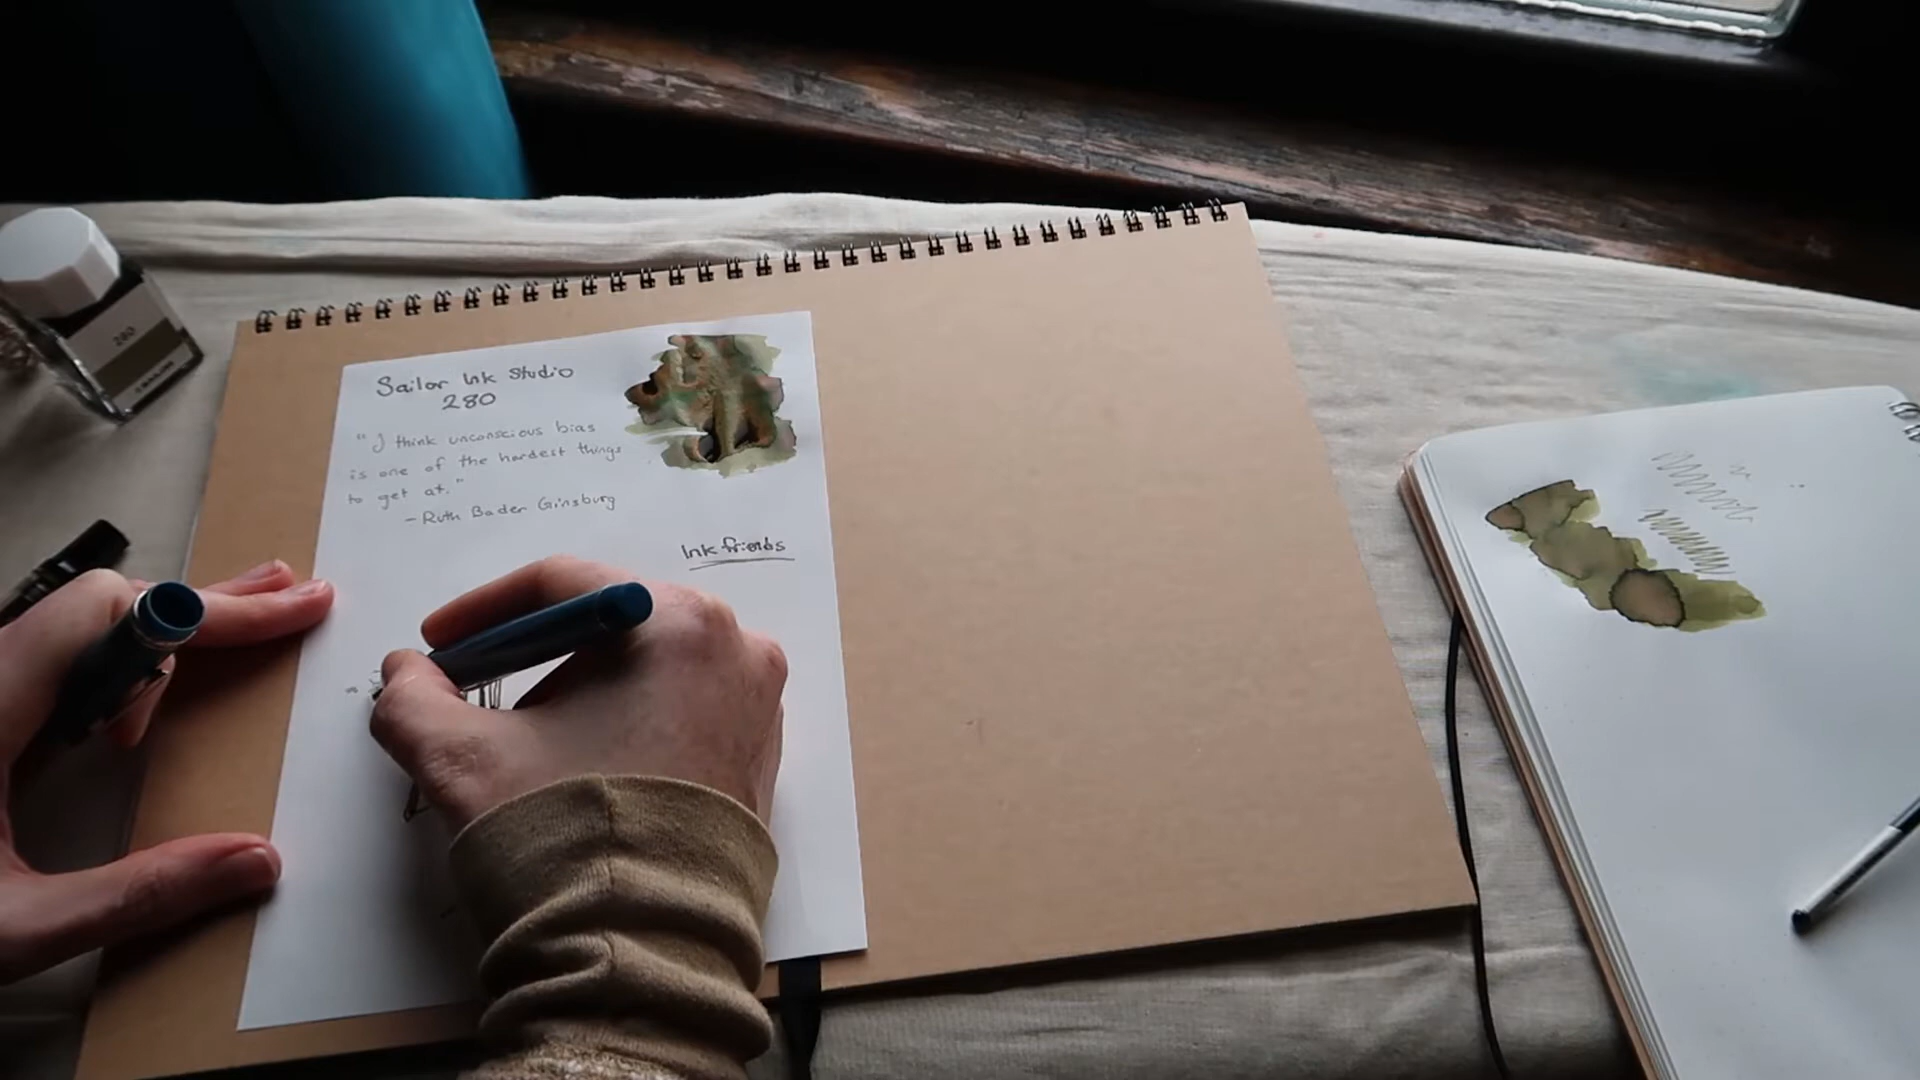 Sailor Ink Studio
280
"I think unconscious bias
is one of the hardest things
to get at."
- Ruth Bader Ginsburg
Ink friends
280